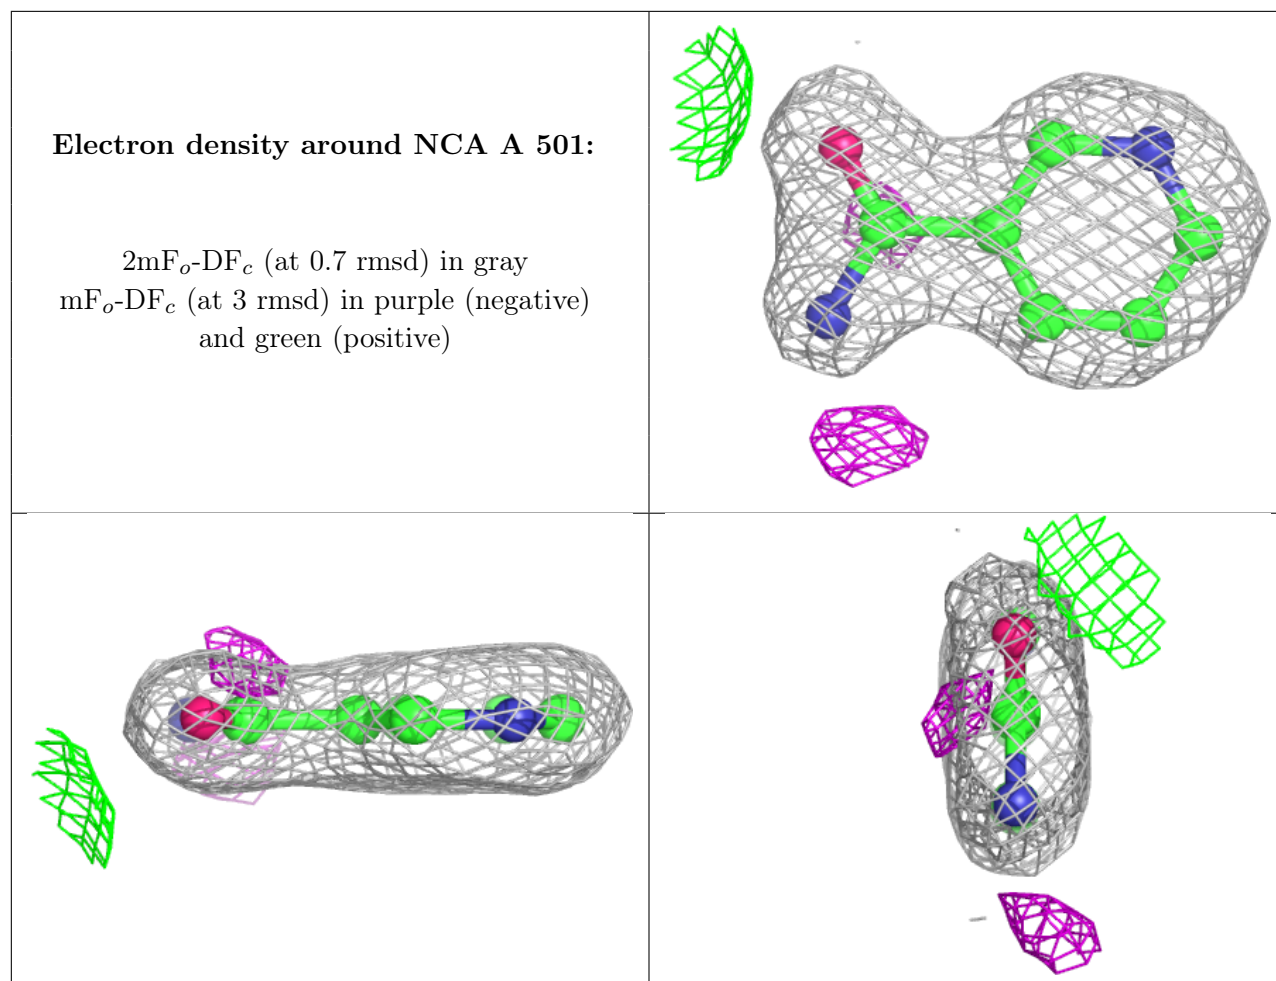 Electron density around NCA A 501:
2mFₒ-DF𝒸 (at 0.7 rmsd) in gray
mFₒ-DF𝒸 (at 3 rmsd) in purple (negative)
and green (positive)